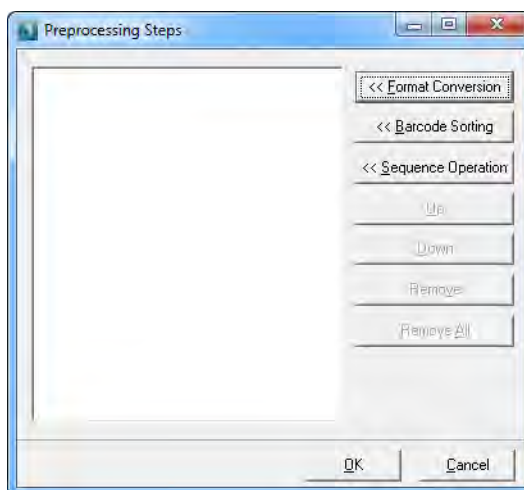 Preprocessing Steps
<< Format Conversion
<< Barcode Sorting
<< Sequence Operation
Up
Down
Remove
Remove All
OK
Cancel